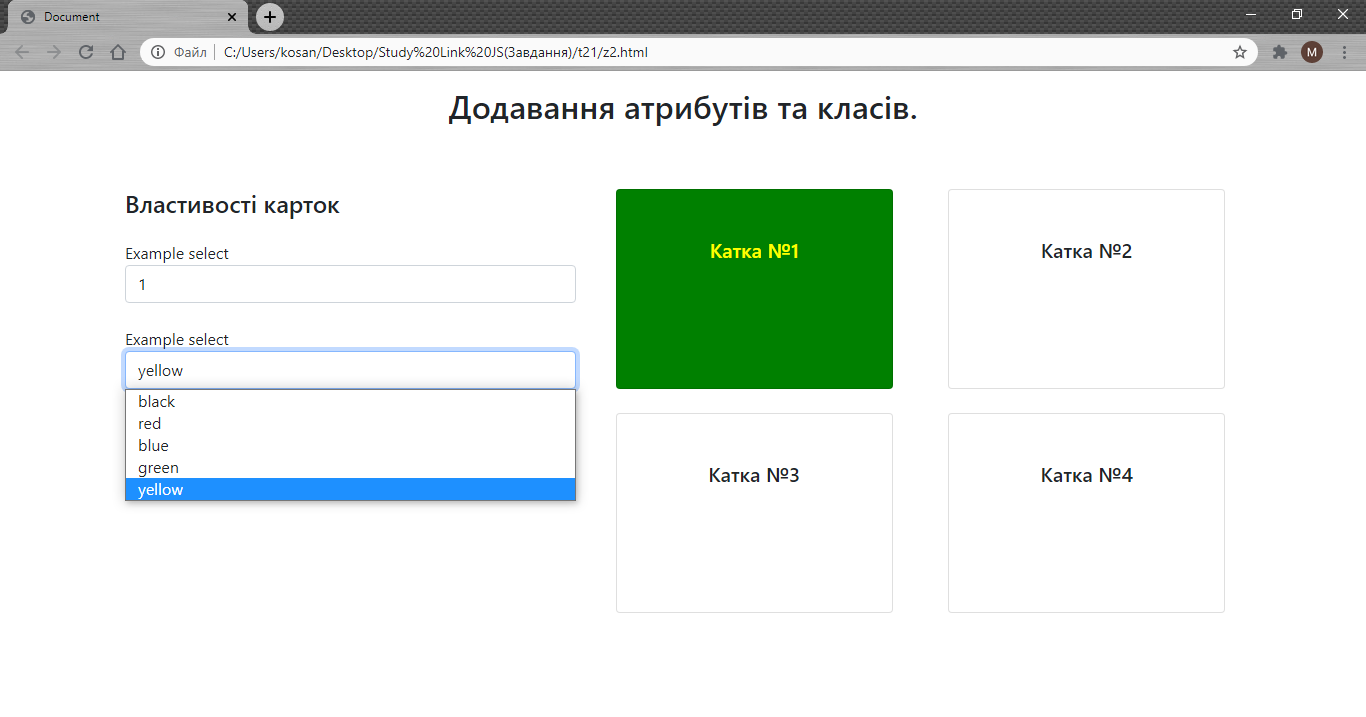 Document
Файл
C:/Users/kosan/Desktop/Study%20Link%20JS(Завдання)/t21/z2.html
M
Додавання атрибутів та класів.
Властивості карток
Example select
1
Example select
yellow
black
red
blue
green
yellow
Катка №1
Катка №2
Катка №3
Катка №4